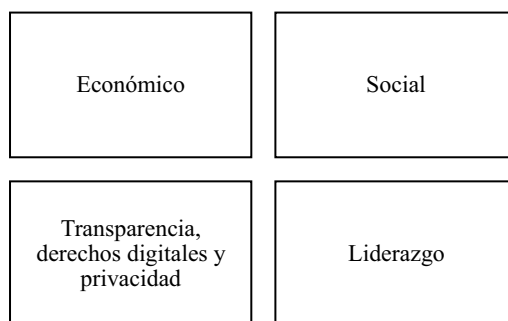 Económico
Social
Transparencia,
derechos digitales y
privacidad
Liderazgo